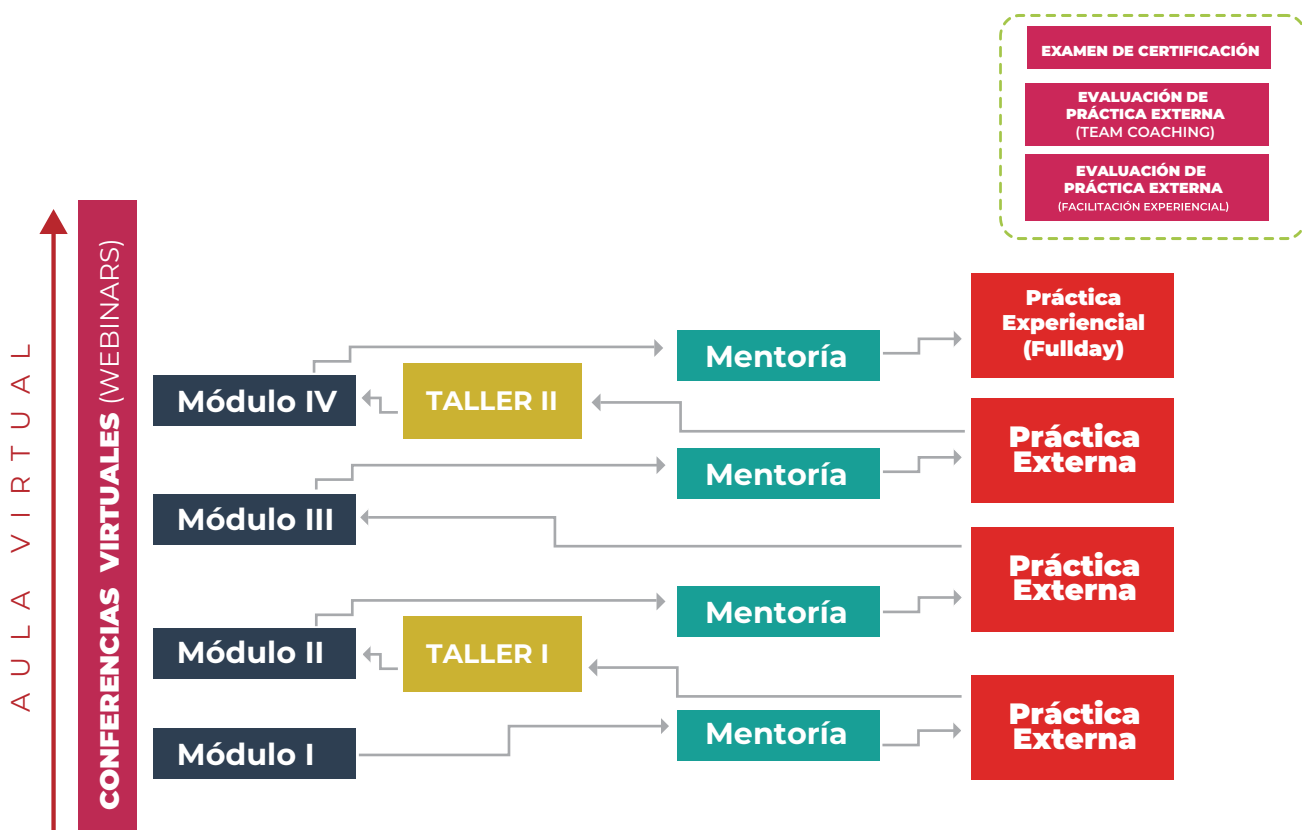 EXAMEN DE CERTIFICACIÓN
EVALUACIÓN DE
PRÁCTICA EXTERNA
(TEAM COACHING)
EVALUACIÓN DE
PRÁCTICA EXTERNA
(FACILITACIÓN EXPERIENCIAL)
AULA VIRTUAL
CONFERENCIAS VIRTUALES (WEBINARS)
Práctica
Experiencial
(Fullday)
Mentoría
Módulo IV
TALLER II
Práctica
Externa
Mentoría
Módulo III
Práctica
Externa
Mentoría
Módulo II
TALLER I
Práctica
Externa
Mentoría
Módulo I